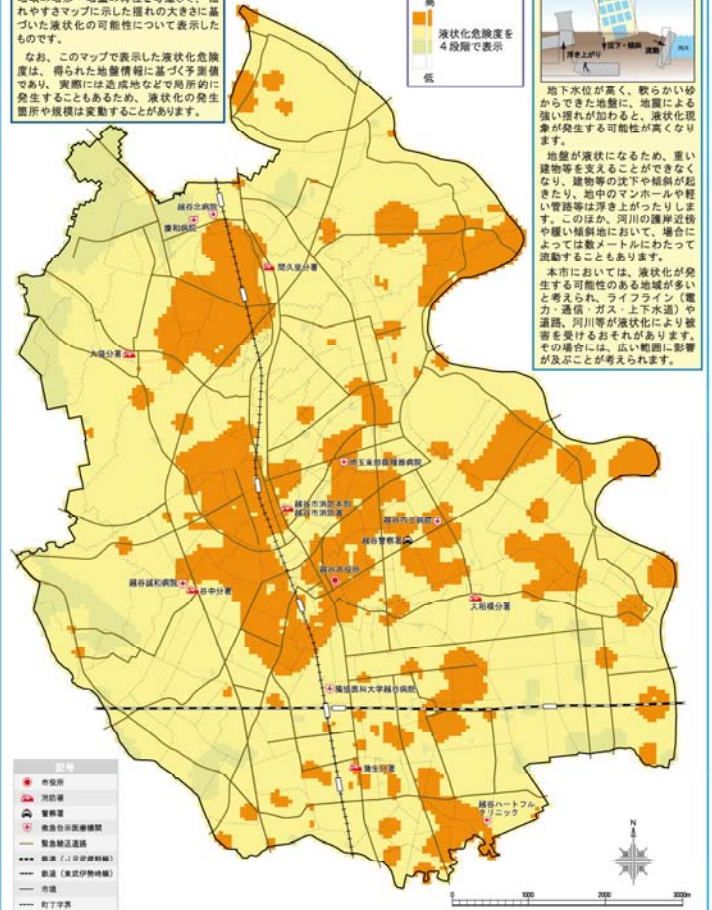 れやすさマップに示した揺れの大きさに基
づいた液状化の可能性について表示した
ものです。
なお、このマップで表示した液状化危険
度は、得られた地盤情報に基づく予測値
であり、実際には造成地などで局所的に
発生することもあるため、液状化の発生
箇所や規模は変動することがあります。
高
液状化危険度を
4段階で表示
低
浮き上がり
沈下・傾斜
流動
地下水位が高く、軟らかい砂
からできた地盤に、地震による
強い揺れが加わると、液状化現
象が発生する可能性が高くなり
ます。
地盤が液状になるため、重い
建物等を支えることができなく
なり、建物等の沈下や傾斜が起
きたり、地中のマンホールや軽
い管路等は浮き上がったりしま
す。このほか、河川の護岸近傍
や緩い傾斜地において、場合に
よっては数メートルにわたって
流動することもあります。
本市においては、液状化が発
生する可能性のある地域が多い
と考えられ、ライフライン（電
力・通信・ガス・上下水道）や
道路、河川等が液状化により被
害を受けるおそれがあります。
その場合には、広い範囲に影響
が及ぶことが考えられます。
越谷北病院
慶和病院
間久里分署
大袋分署
埼玉東部循環器病院
越谷市消防本部
越谷市消防署
越谷市立病院
越谷警察署
越谷市役所
越谷誠和病院
谷中分署
大相模分署
獨協医科大学越谷病院
蒲生分署
越谷ハートフル
クリニック
記号
市役所
消防署
警察署
救急告示医療機関
緊急輸送道路
鉄道（JR武蔵野線）
鉄道（東武伊勢崎線）
市境
町丁字界
N
0 1000 2000 3000m